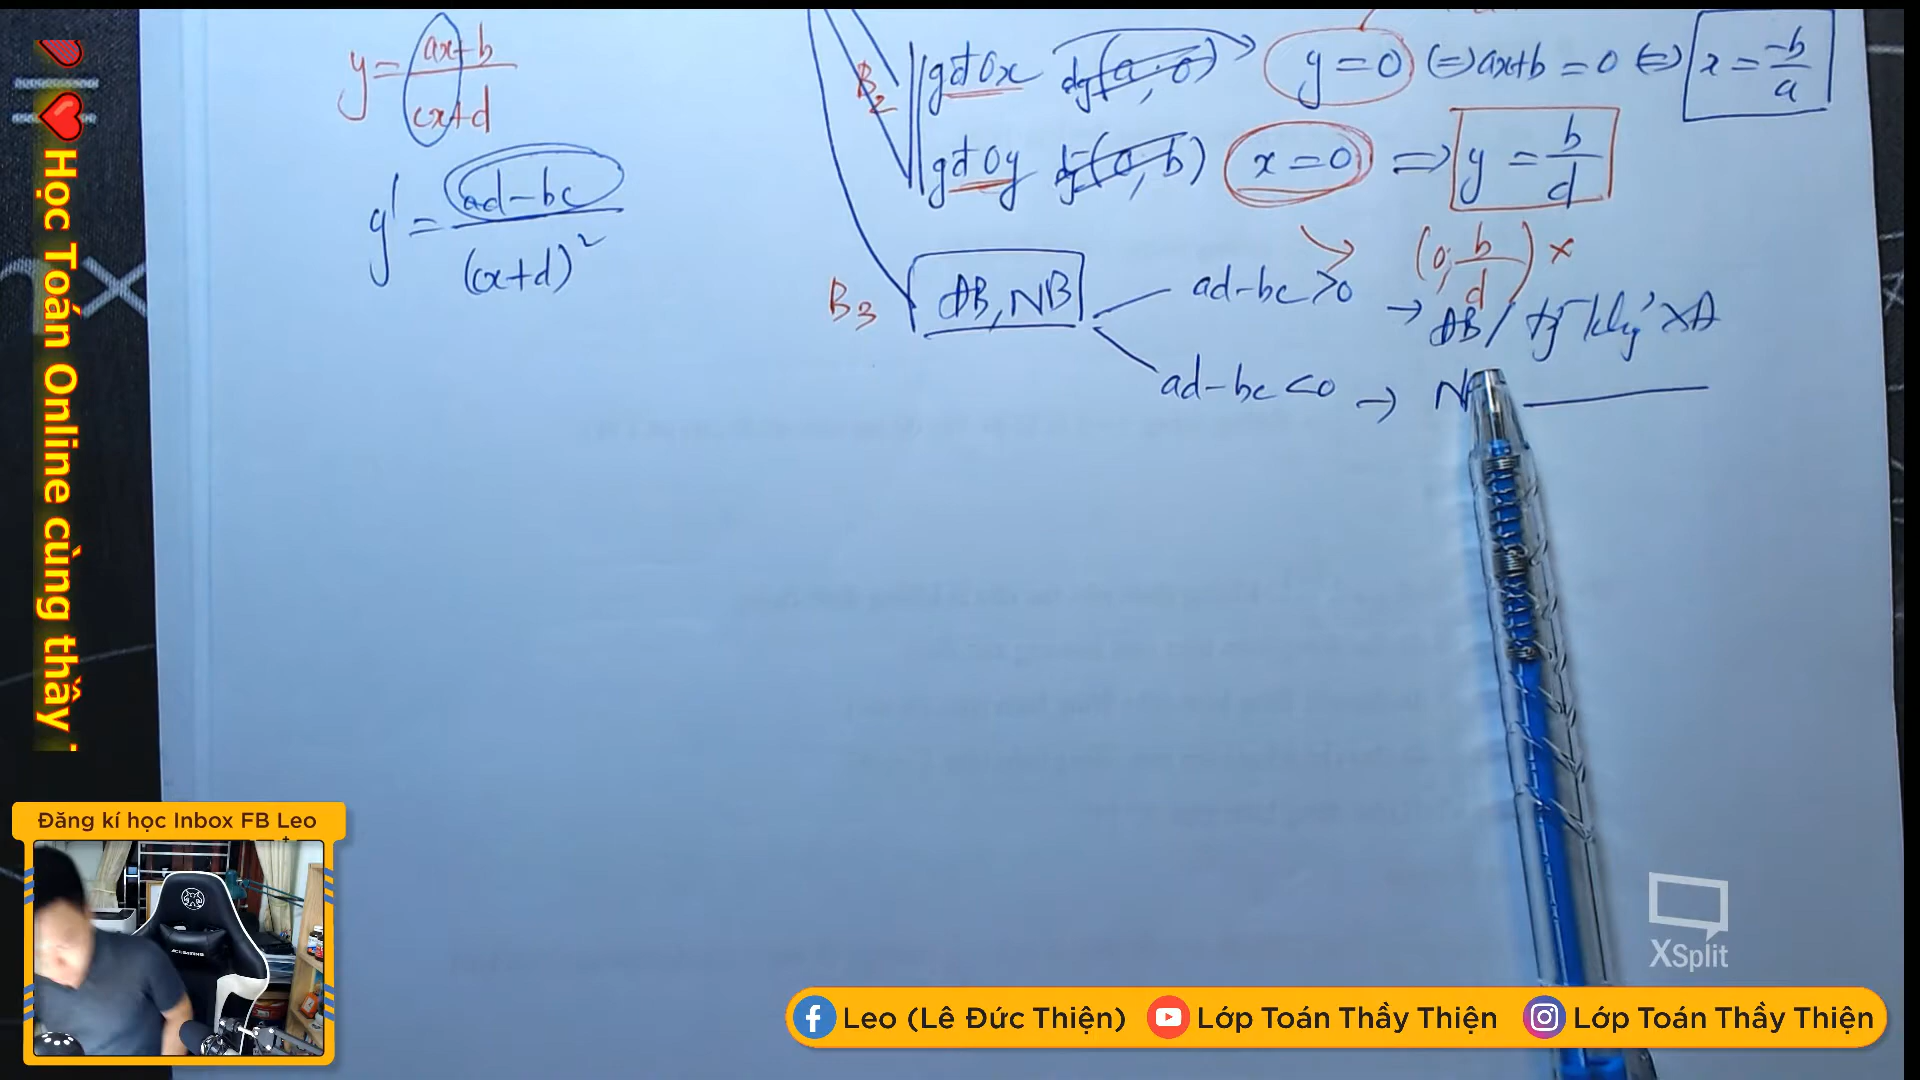 y = ax+b / cx+d
y' = ad-bc / (cx+d)²
B2
gđ Ox y=0 ⇔ ax+b=0 ⇔ x = -b/a
gđ Oy x=0 ⇒ y = b/d
(0; b/d)
B3 ĐB, NB
ad-bc >0 → ĐB/ XĐ
ad-bc <0 →
Học Toán Online cùng thầy
Đăng kí học Inbox FB Leo
XSplit
Leo (Lê Đức Thiện) Lớp Toán Thầy Thiện Lớp Toán Thầy Thiện